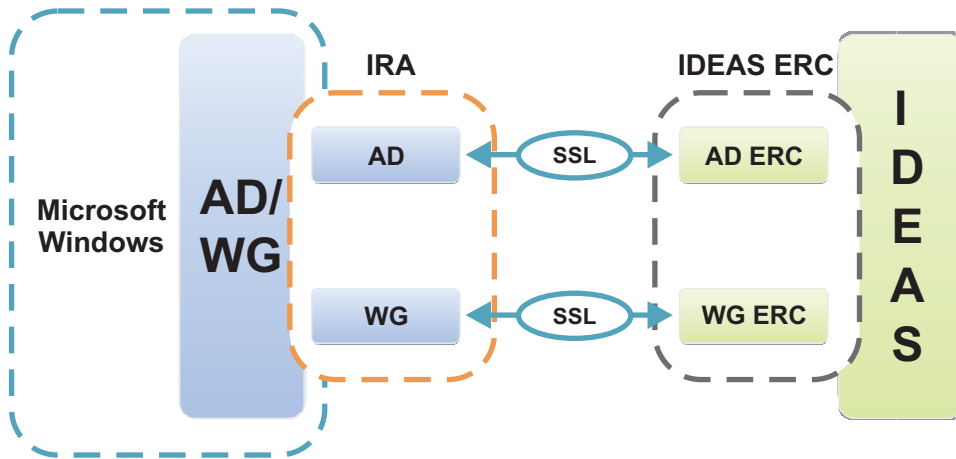 IRA
IDEAS ERC
AD
SSL
AD ERC
Microsoft
Windows
AD/
WG
WG
SSL
WG ERC
I
D
E
A
S